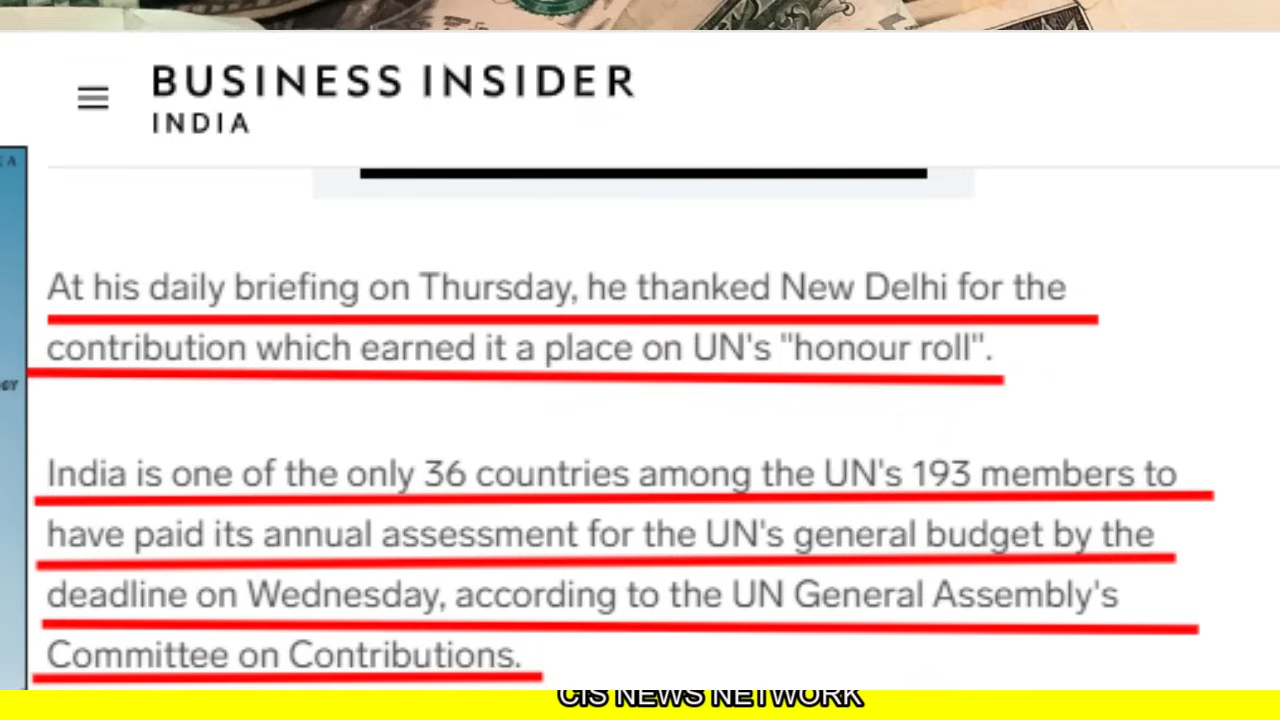 BUSINESS INSIDER
INDIA
At his daily briefing on Thursday, he thanked New Delhi for the
contribution which earned it a place on UN's "honour roll".
India is one of the only 36 countries among the UN's 193 members to
have paid its annual assessment for the UN's general budget by the
deadline on Wednesday, according to the UN General Assembly's
Committee on Contributions.
CIS NEWS NETWORK